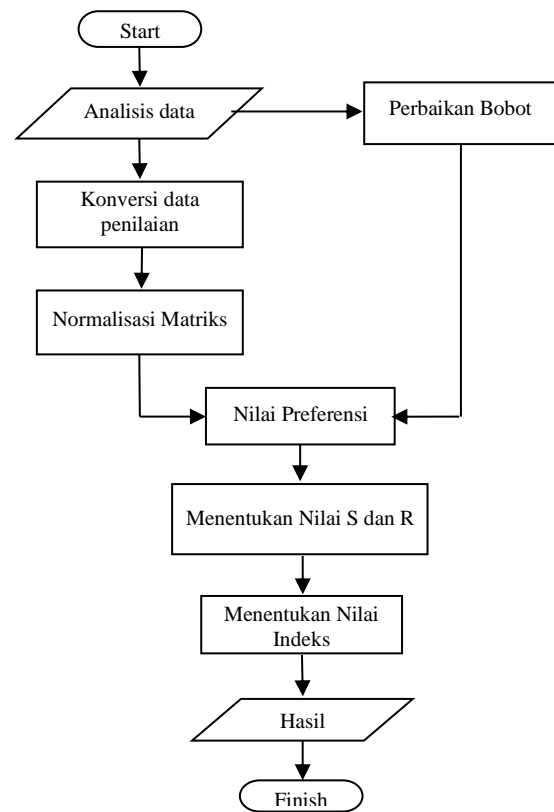 Start
Analisis data
Perbaikan Bobot
Konversi data
penilaian
Normalisasi Matriks
Nilai Preferensi
Menentukan Nilai S dan R
Menentukan Nilai
Indeks
Hasil
Finish